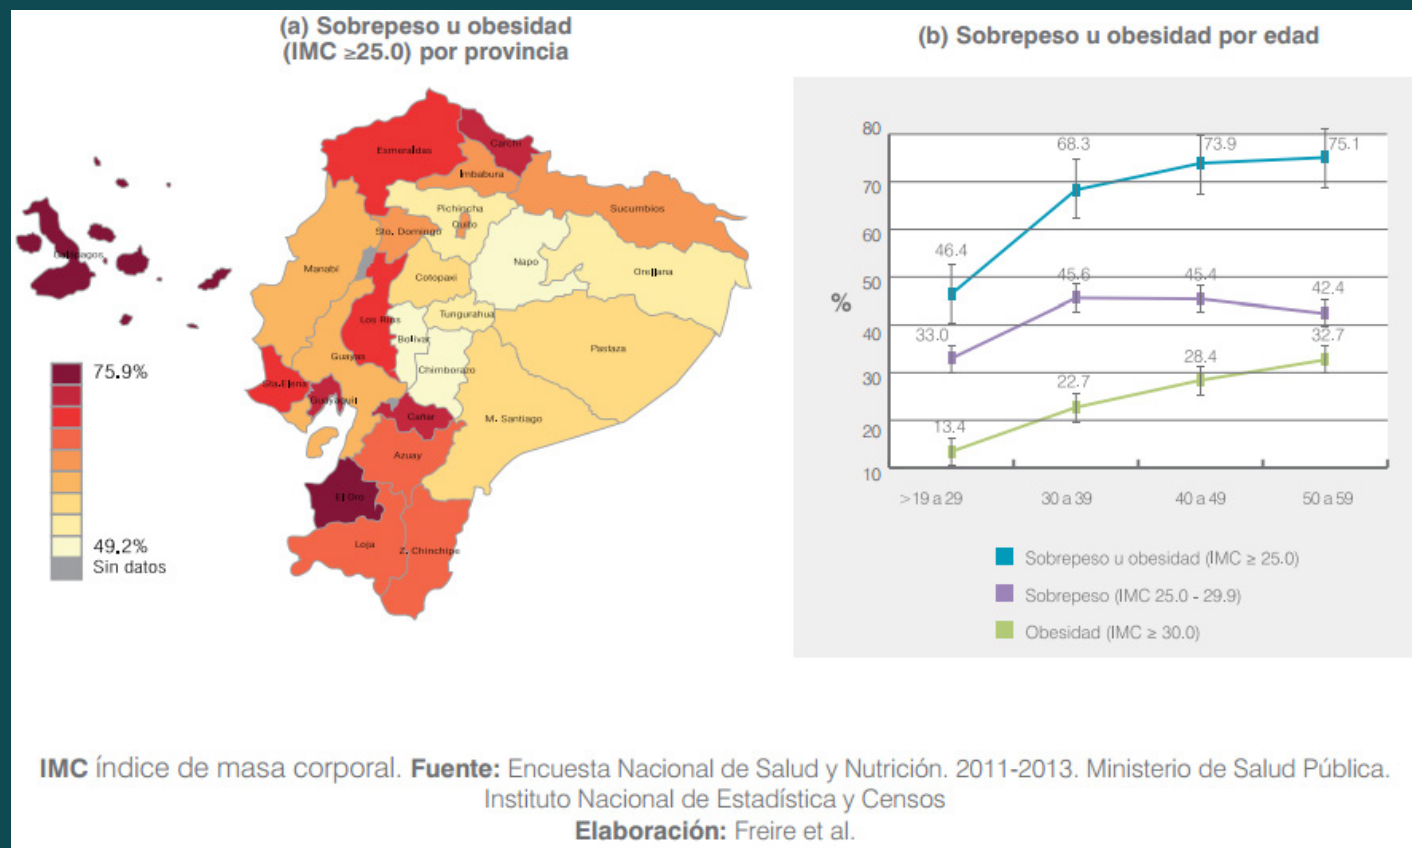 (a) Sobrepeso u obesidad
(IMC ≥25.0) por provincia
Esmeraldas
Carchi
Imbabura
Sucumbios
Pichincha
Quito
Sto. Domingo
Galápagos
Manabí
Cotopaxi
Napo
Orellana
Los Rios
Tungurahua
Bolívar
Guayas
Pastaza
Chimborazo
Sta. Elena
Guayaquil
Cañar
M. Santiago
Azuay
El Oro
Loja
Z. Chinchipe
75.9%
49.2%
Sin datos
(b) Sobrepeso u obesidad por edad
%
80
70
60
50
40
30
20
10
46.4
68.3
73.9
75.1
33.0
45.6
45.4
42.4
13.4
22.7
28.4
32.7
>19 a 29
30 a 39
40 a 49
50 a 59
Sobrepeso u obesidad (IMC ≥ 25.0)
Sobrepeso (IMC 25.0 - 29.9)
Obesidad (IMC ≥ 30.0)
IMC índice de masa corporal. Fuente: Encuesta Nacional de Salud y Nutrición. 2011-2013. Ministerio de Salud Pública.
Instituto Nacional de Estadística y Censos
Elaboración: Freire et al.